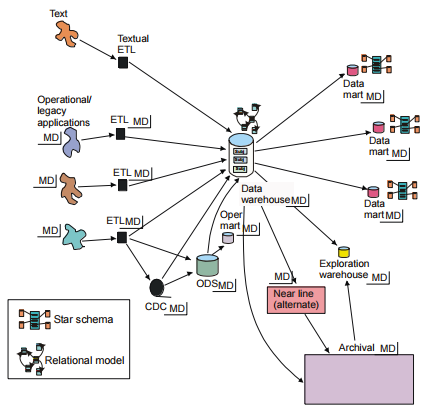 Text
Textual
ETL
Operational/
legacy
applications
MD
ETL MD
MD
ETL MD
MD
ETL MD
CDC MD
ODS MD
Oper
mart MD
Data
warehouse MD
Data
mart MD
Data
mart MD
Data
mart MD
Exploration
warehouse MD
MD
Near line
(alternate)
Archival MD
Star schema
Relational model